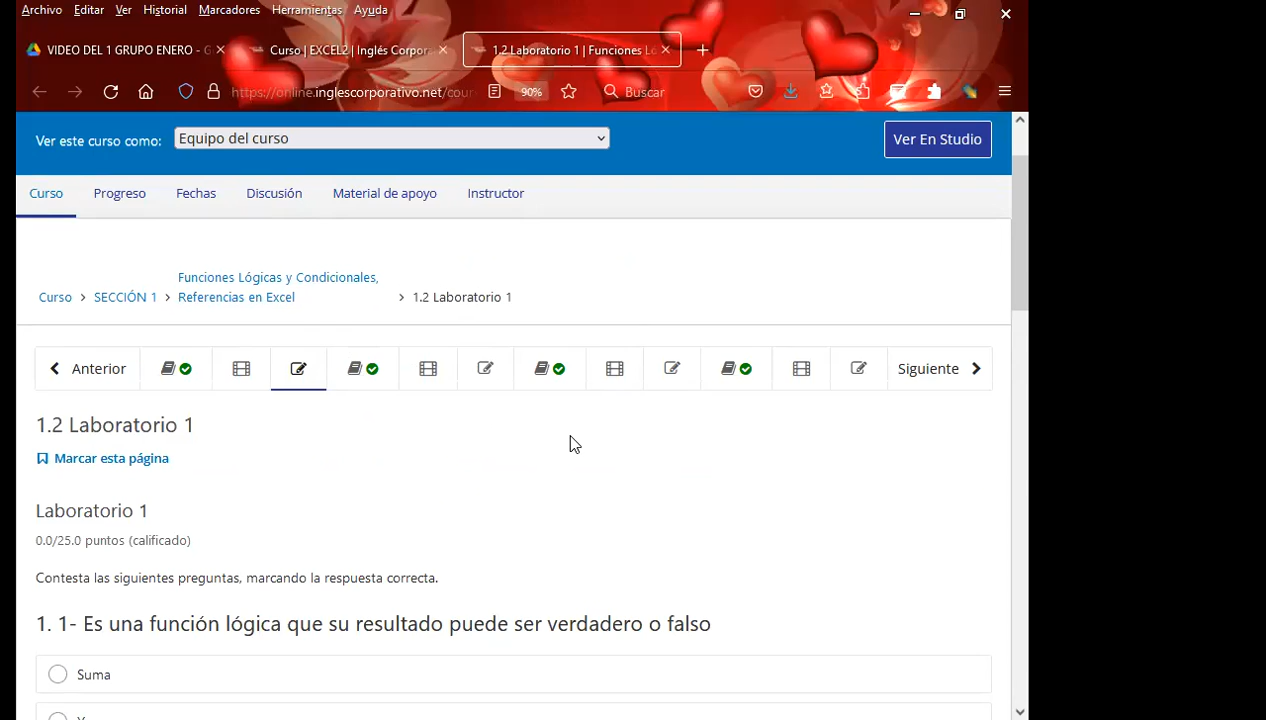 Archivo Editar Ver Historial Marcadores Herramientas Ayuda
VIDEO DEL 1 GRUPO ENERO - G
Curso | EXCEL2 | Inglés Corpora
1.2 Laboratorio 1 | Funciones Ló
https://online.inglescorporativo.net/cour
90%
Buscar
Ver este curso como:
Equipo del curso
Ver En Studio
Curso Progreso Fechas Discusión Material de apoyo Instructor
Curso > SECCIÓN 1 > Funciones Lógicas y Condicionales,
Referencias en Excel > 1.2 Laboratorio 1
Anterior
Siguiente
1.2 Laboratorio 1
Marcar esta página
Laboratorio 1
0.0/25.0 puntos (calificado)
Contesta las siguientes preguntas, marcando la respuesta correcta.
1. 1- Es una función lógica que su resultado puede ser verdadero o falso
Suma